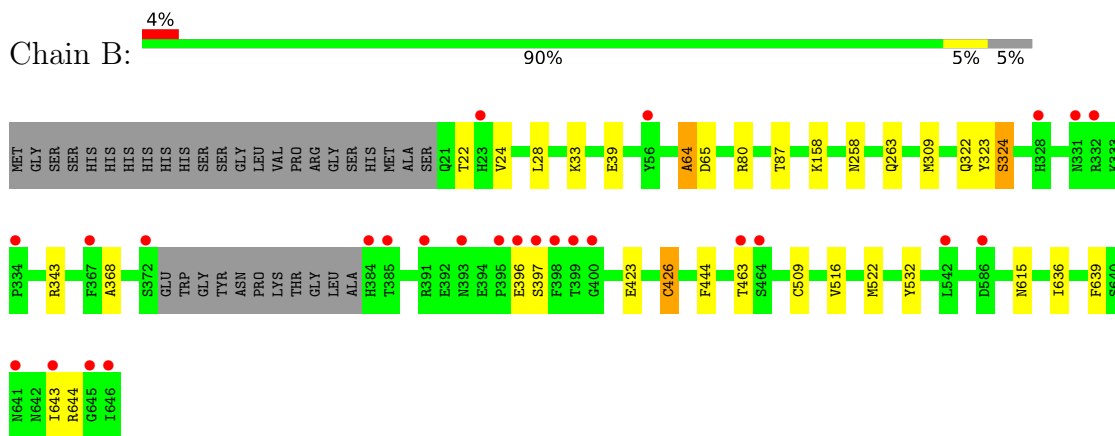 4%
Chain B:
90% 5% 5%
MET GLY SER SER HIS HIS HIS HIS HIS HIS SER SER GLY LEU VAL PRO ARG GLY SER HIS MET ALA SER Q21 T22 H23 V24 L28 K33 E39 Y56 A64 D65 R80 T87 K158 N258 Q263 M309 Q322 Y323 S324 H328 N331 R332 K333
P334 R343 F367 A368 S372 GLU TRP GLY TYR ASN PRO LYS THR GLY LEU ALA H384 T385 R391 E392 N393 E394 P395 E396 S397 F398 T399 G400 E423 C426 F444 T463 S464 C509 V516 M522 Y532 L542 D586 N615 I636 F639 S640
N641 N642 I643 R644 G645 I646